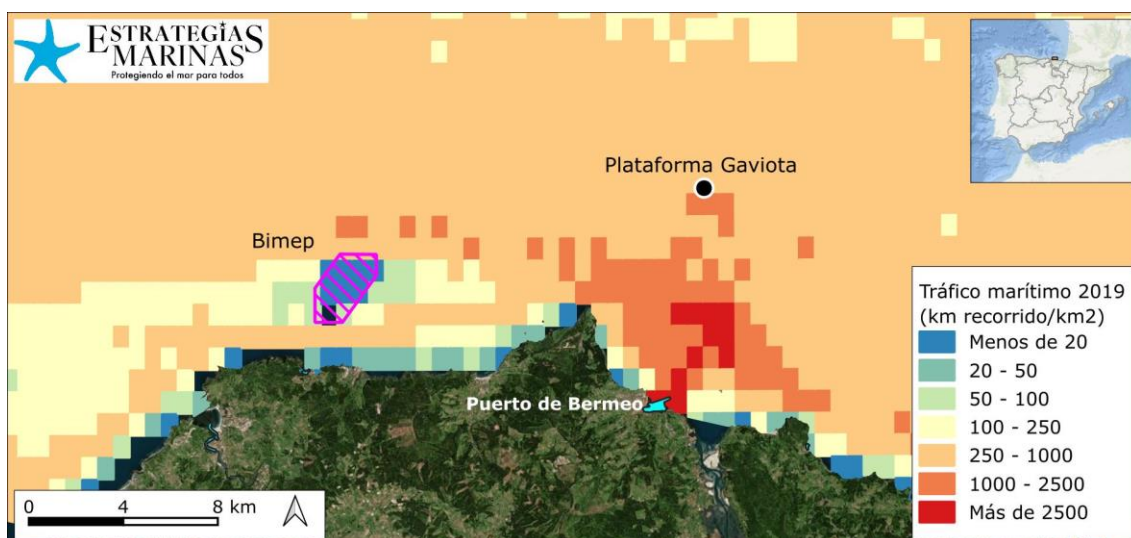 ESTRATEGIAS
MARINAS
Protegiendo el mar para todos
Plataforma Gaviota
Bimep
Puerto de Bermeo
Tráfico marítimo 2019
(km recorrido/km2)
Menos de 20
20 - 50
50 - 100
100 - 250
250 - 1000
1000 - 2500
Más de 2500
0 4 8 km